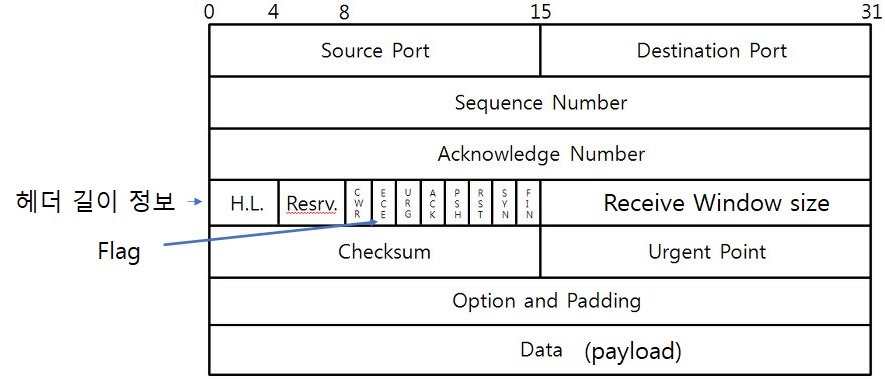 0 4 8 15 31
Source Port Destination Port
Sequence Number
Acknowledge Number
헤더 길이 정보 H.L. Resrv. CWR ECE URG ACK PSH RST SYN FIN Receive Window size
Flag Checksum Urgent Point
Option and Padding
Data (payload)